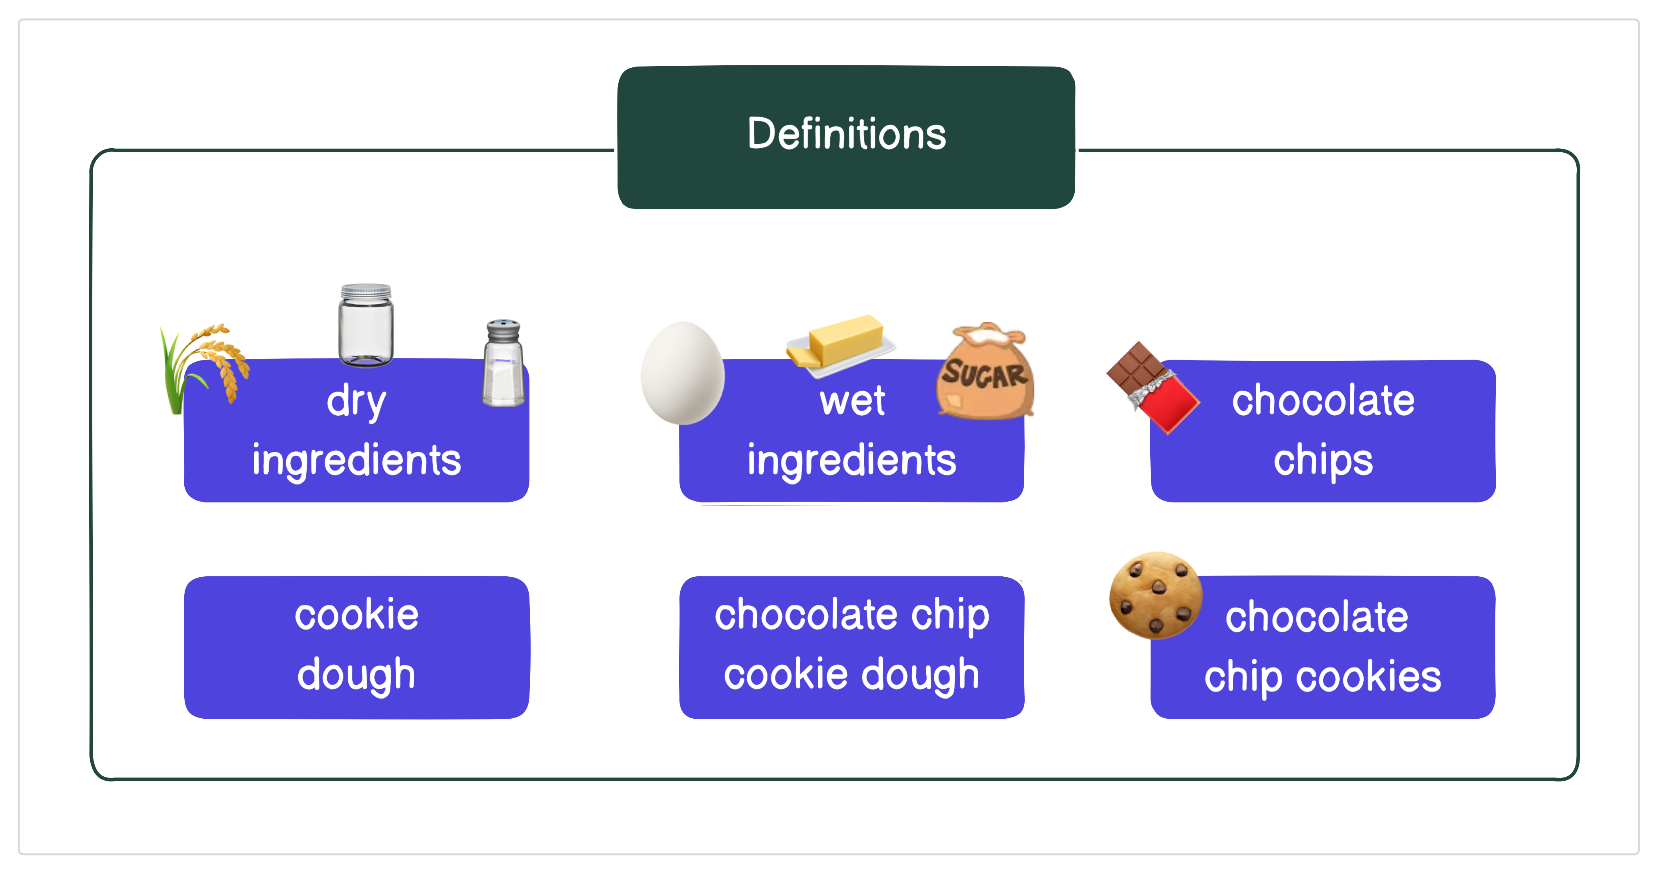 Definitions
dry
ingredients
wet
ingredients
SUGAR
chocolate
chips
cookie
dough
chocolate chip
cookie dough
chocolate
chip cookies